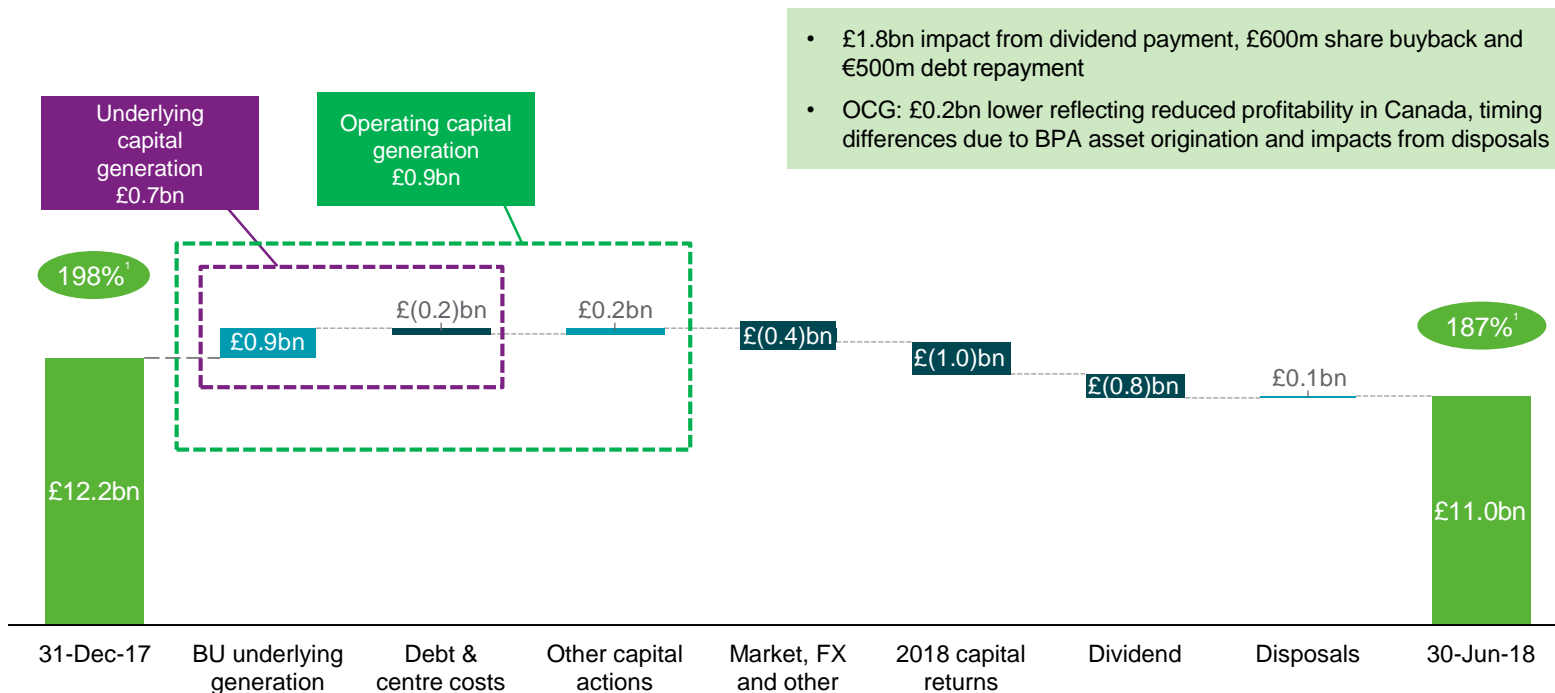 • £1.8bn impact from dividend payment, £600m share buyback and
€500m debt repayment
• OCG: £0.2bn lower reflecting reduced profitability in Canada, timing
differences due to BPA asset origination and impacts from disposals
Underlying
capital
generation
£0.7bn
Operating capital
generation
£0.9bn
198%¹
£(0.2)bn
£0.2bn
£0.9bn
£(0.4)bn
£(1.0)bn
£(0.8)bn
£0.1bn
187%¹
£12.2bn
£11.0bn
31-Dec-17
BU underlying
generation
Debt &
centre costs
Other capital
actions
Market, FX
and other
2018 capital
returns
Dividend
Disposals
30-Jun-18